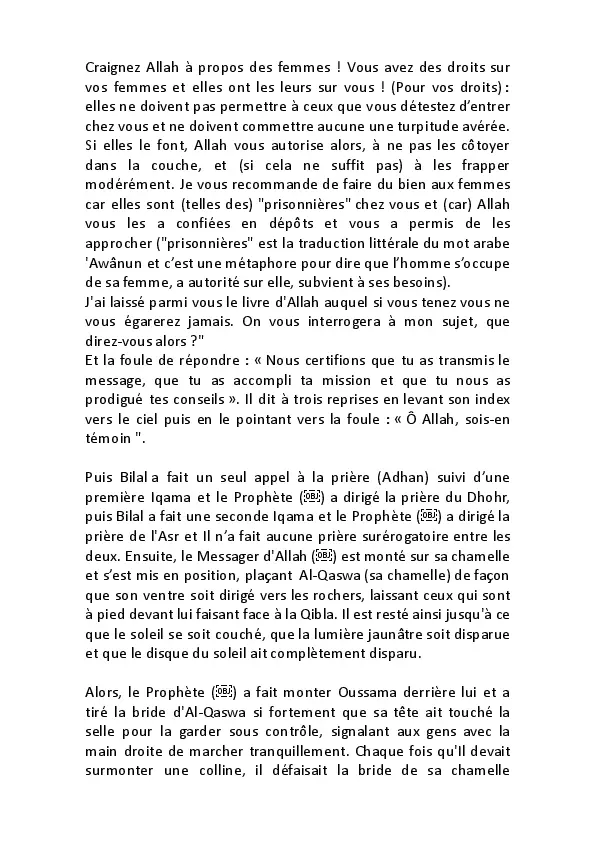 Craignez Allah à propos des femmes ! Vous avez des droits sur
vos femmes et elles ont les leurs sur vous ! (Pour vos droits) :
elles ne doivent pas permettre à ceux que vous détestez d’entrer
chez vous et ne doivent commettre aucune une turpitude avérée.
Si elles le font, Allah vous autorise alors, à ne pas les côtoyer
dans la couche, et (si cela ne suffit pas) à les frapper
modérément. Je vous recommande de faire du bien aux femmes
car elles sont (telles des) "prisonnières" chez vous et (car) Allah
vous les a confiées en dépôts et vous a permis de les
approcher ("prisonnières" est la traduction littérale du mot arabe
'Awânun et c’est une métaphore pour dire que l’homme s’occupe
de sa femme, a autorité sur elle, subvient à ses besoins).
J'ai laissé parmi vous le livre d'Allah auquel si vous tenez vous ne
vous égarerez jamais. On vous interrogera à mon sujet, que
direz-vous alors ?"
Et la foule de répondre : « Nous certifions que tu as transmis le
message, que tu as accompli ta mission et que tu nous as
prodigué tes conseils ». Il dit à trois reprises en levant son index
vers le ciel puis en le pointant vers la foule : « Ô Allah, sois-en
témoin ".
Puis Bilal a fait un seul appel à la prière (Adhan) suivi d’une
première Iqama et le Prophète (￼) a dirigé la prière du Dhohr,
puis Bilal a fait une seconde Iqama et le Prophète (￼) a dirigé la
prière de l'Asr et Il n’a fait aucune prière surérogatoire entre les
deux. Ensuite, le Messager d'Allah (￼) est monté sur sa chamelle
et s’est mis en position, plaçant Al-Qaswa (sa chamelle) de façon
que son ventre soit dirigé vers les rochers, laissant ceux qui sont
à pied devant lui faisant face à la Qibla. Il est resté ainsi jusqu'à ce
que le soleil se soit couché, que la lumière jaunâtre soit disparue
et que le disque du soleil ait complètement disparu.
Alors, le Prophète (￼) a fait monter Oussama derrière lui et a
tiré la bride d'Al-Qaswa si fortement que sa tête ait touché la
selle pour la garder sous contrôle, signalant aux gens avec la
main droite de marcher tranquillement. Chaque fois qu'Il devait
surmonter une colline, il défaisait la bride de sa chamelle